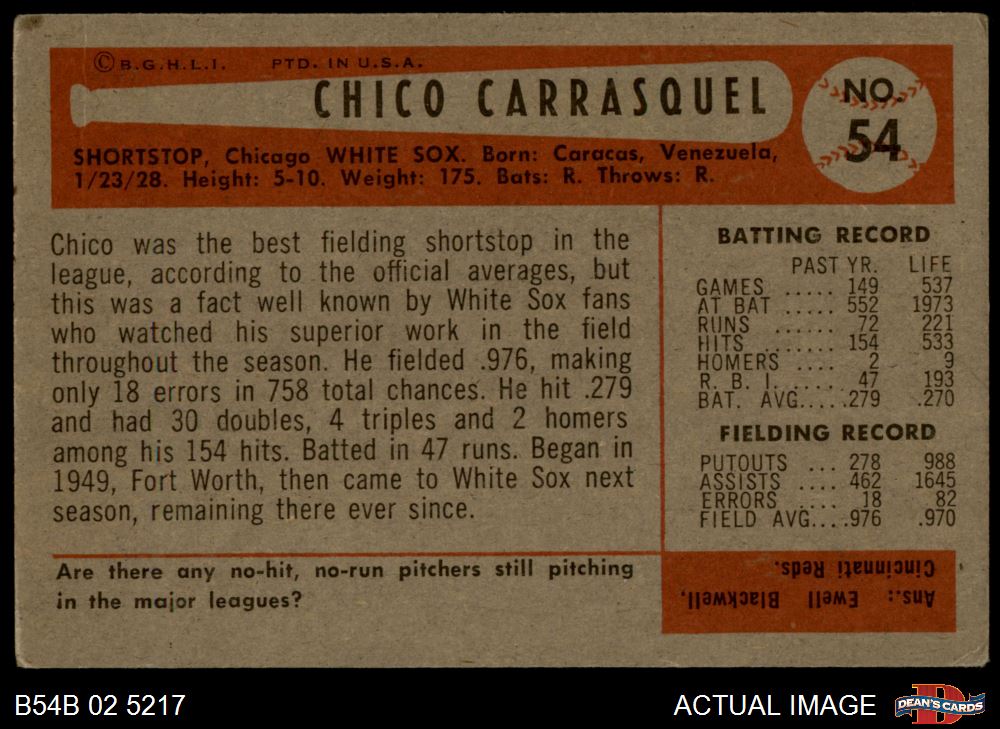 © B.G.H.L.I. PTD. IN U.S.A.
CHICO CARRASQUEL
NO.
54
SHORTSTOP, Chicago WHITE SOX. Born: Caracas, Venezuela,
1/23/28. Height: 5-10. Weight: 175. Bats: R. Throws: R.
Chico was the best fielding shortstop in the
league, according to the official averages, but
this was a fact well known by White Sox fans
who watched his superior work in the field
throughout the season. He fielded .976, making
only 18 errors in 758 total chances. He hit .279
and had 30 doubles, 4 triples and 2 homers
among his 154 hits. Batted in 47 runs. Began in
1949, Fort Worth, then came to White Sox next
season, remaining there ever since.
BATTING RECORD
PAST YR. LIFE
GAMES ..... 149 537
AT BAT ..... 552 1973
RUNS ...... 72 221
HITS ....... 154 533
HOMERS ..... 2 9
R. B. I. ...... 47 193
BAT. AVG.....279 .270
FIELDING RECORD
PUTOUTS ... 278 988
ASSISTS .... 462 1645
ERRORS .... 18 82
FIELD AVG....976 .970
Are there any no-hit, no-run pitchers still pitching
in the major leagues?
Ans.: Ewell Blackwell,
Cincinnati Reds.
B54B 02 5217
ACTUAL IMAGE
D
DEAN'S CARDS